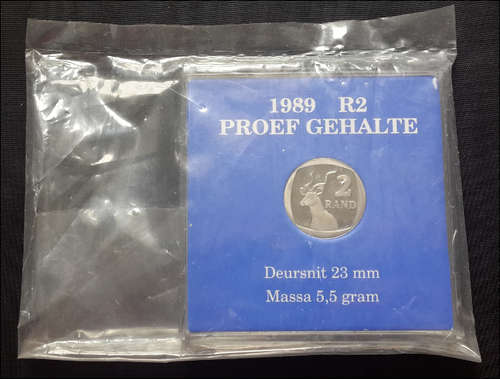 1989 R2
PROEF GEHALTE
2
RAND
Deursnit 23 mm
Massa 5,5 gram